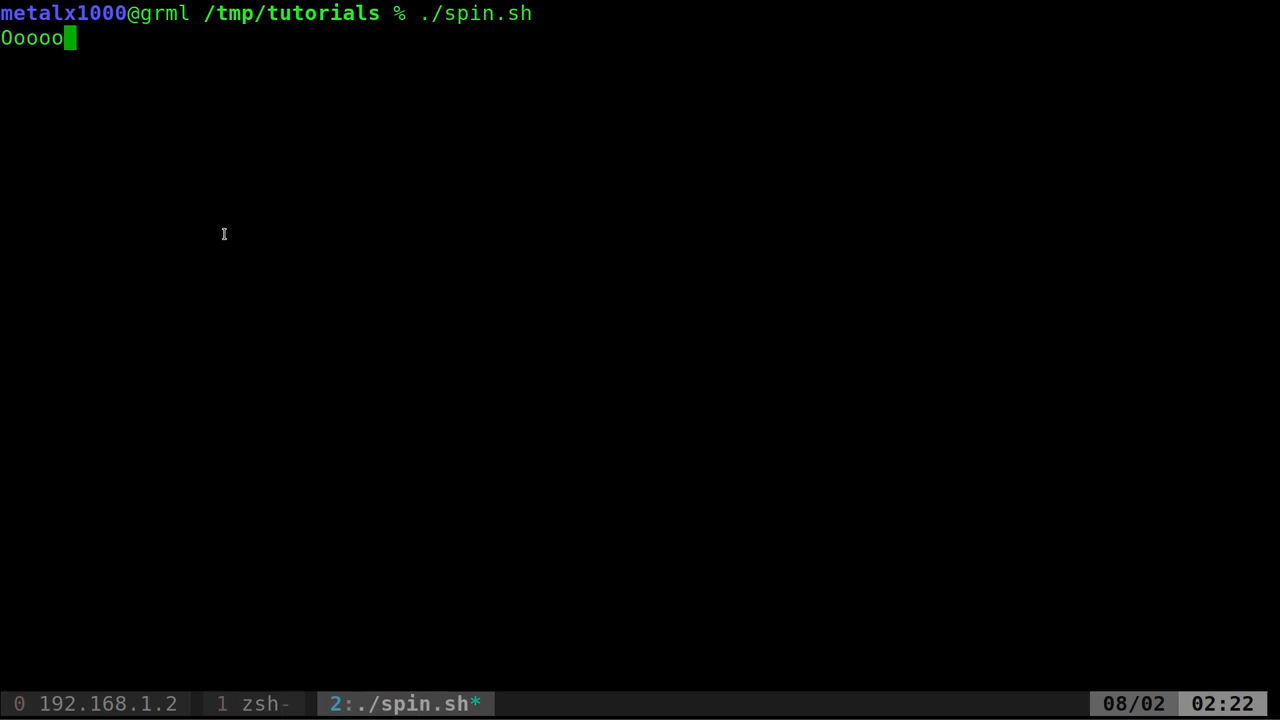 metalx1000@grml /tmp/tutorials % ./spin.sh
Ooooo
0 192.168.1.2 1 zsh- 2:./spin.sh* 08/02 02:22